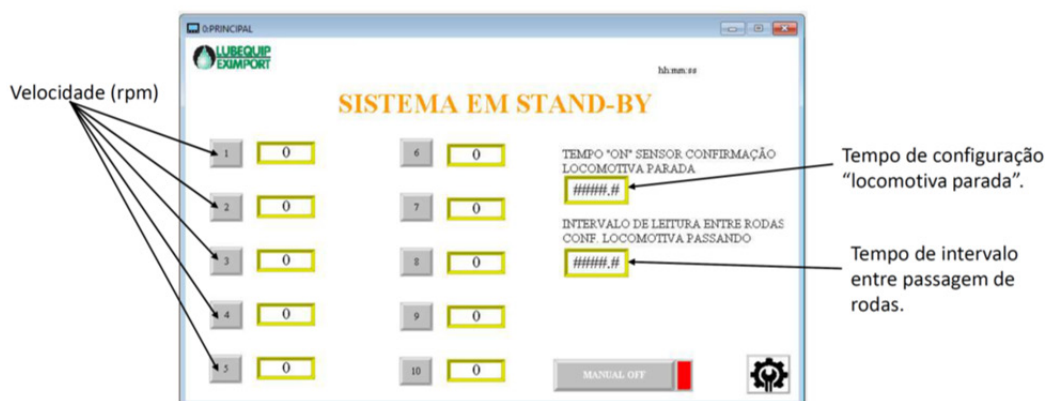 0:PRINCIPAL
LUBEQUIP
EXIMPORT
hh:mm:ss
Velocidade (rpm)
SISTEMA EM STAND-BY
1 0
6 0
2 0
7 0
3 0
8 0
4 0
9 0
5 0
10 0
TEMPO "ON" SENSOR CONFIRMAÇÃO
LOCOMOTIVA PARADA
####.#
Tempo de configuração
“locomotiva parada”.
INTERVALO DE LEITURA ENTRE RODAS
CONF. LOCOMOTIVA PASSANDO
####.#
Tempo de intervalo
entre passagem de
rodas.
MANUAL OFF